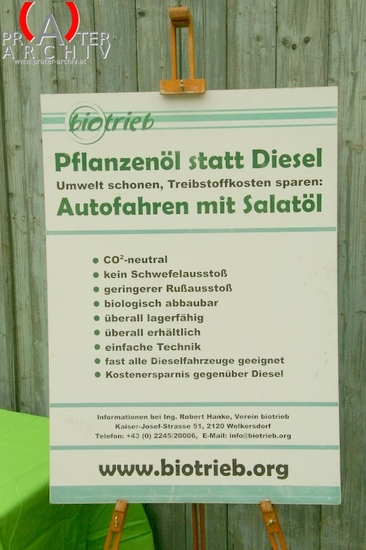 PRATER
ARCHIV
www.prater-archiv.at
biotrieb
Pflanzenöl statt Diesel
Umwelt schonen, Treibstoffkosten sparen:
Autofahren mit Salatöl
• CO²-neutral
• kein Schwefelausstoß
• geringerer Rußausstoß
• biologisch abbaubar
• überall lagerfähig
• überall erhältlich
• einfache Technik
• fast alle Dieselfahrzeuge geeignet
• Kostenersparnis gegenüber Diesel
Informationen bei Ing. Robert Hanke, Verein biotrieb
Kaiser-Josef-Strasse 51, 2120 Wolkersdorf
Telefon: +43 (0) 2245/20006, E-Mail: info@biotrieb.org
www.biotrieb.org